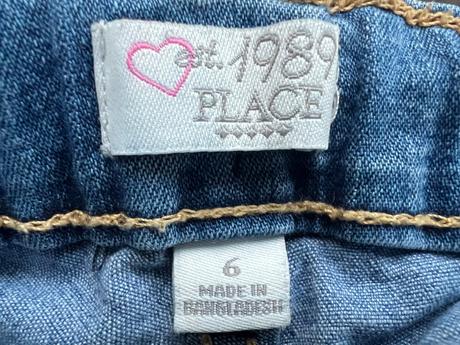 est. 1989
PLACE
6
MADE IN
BANGLADESH